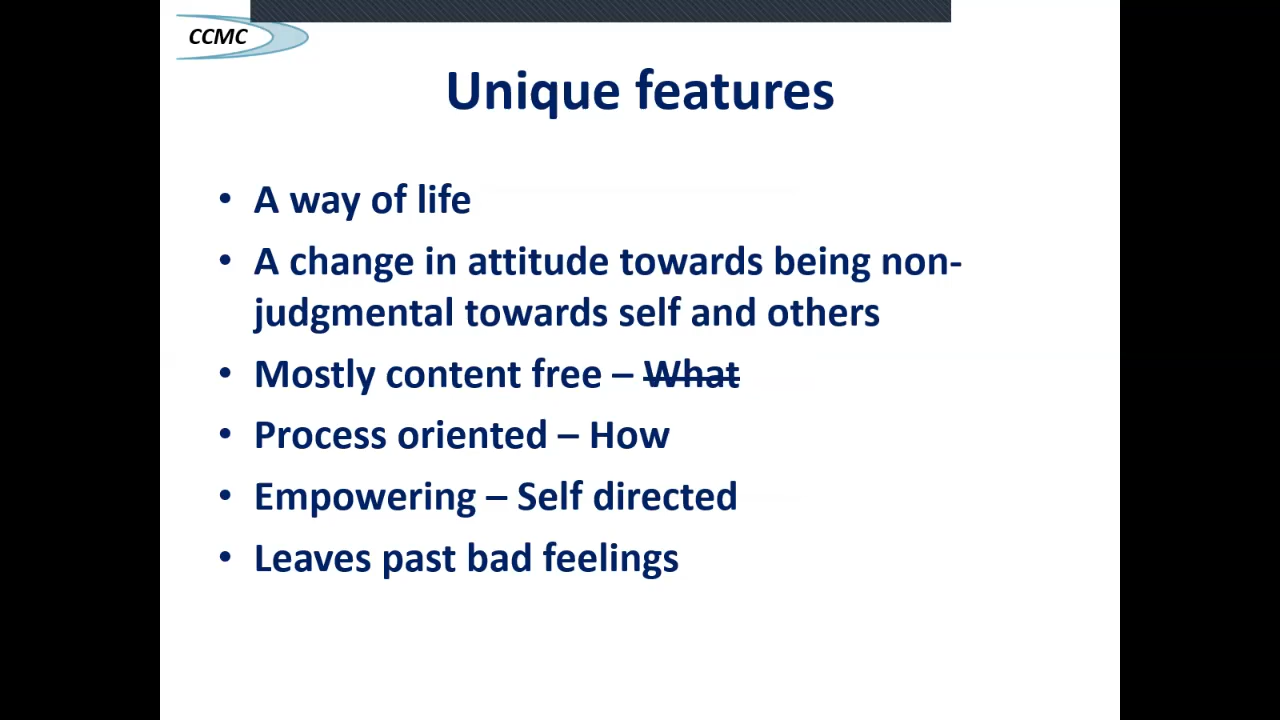 CCMC
Unique features
• A way of life
• A change in attitude towards being non-
judgmental towards self and others
• Mostly content free – What
• Process oriented – How
• Empowering – Self directed
• Leaves past bad feelings